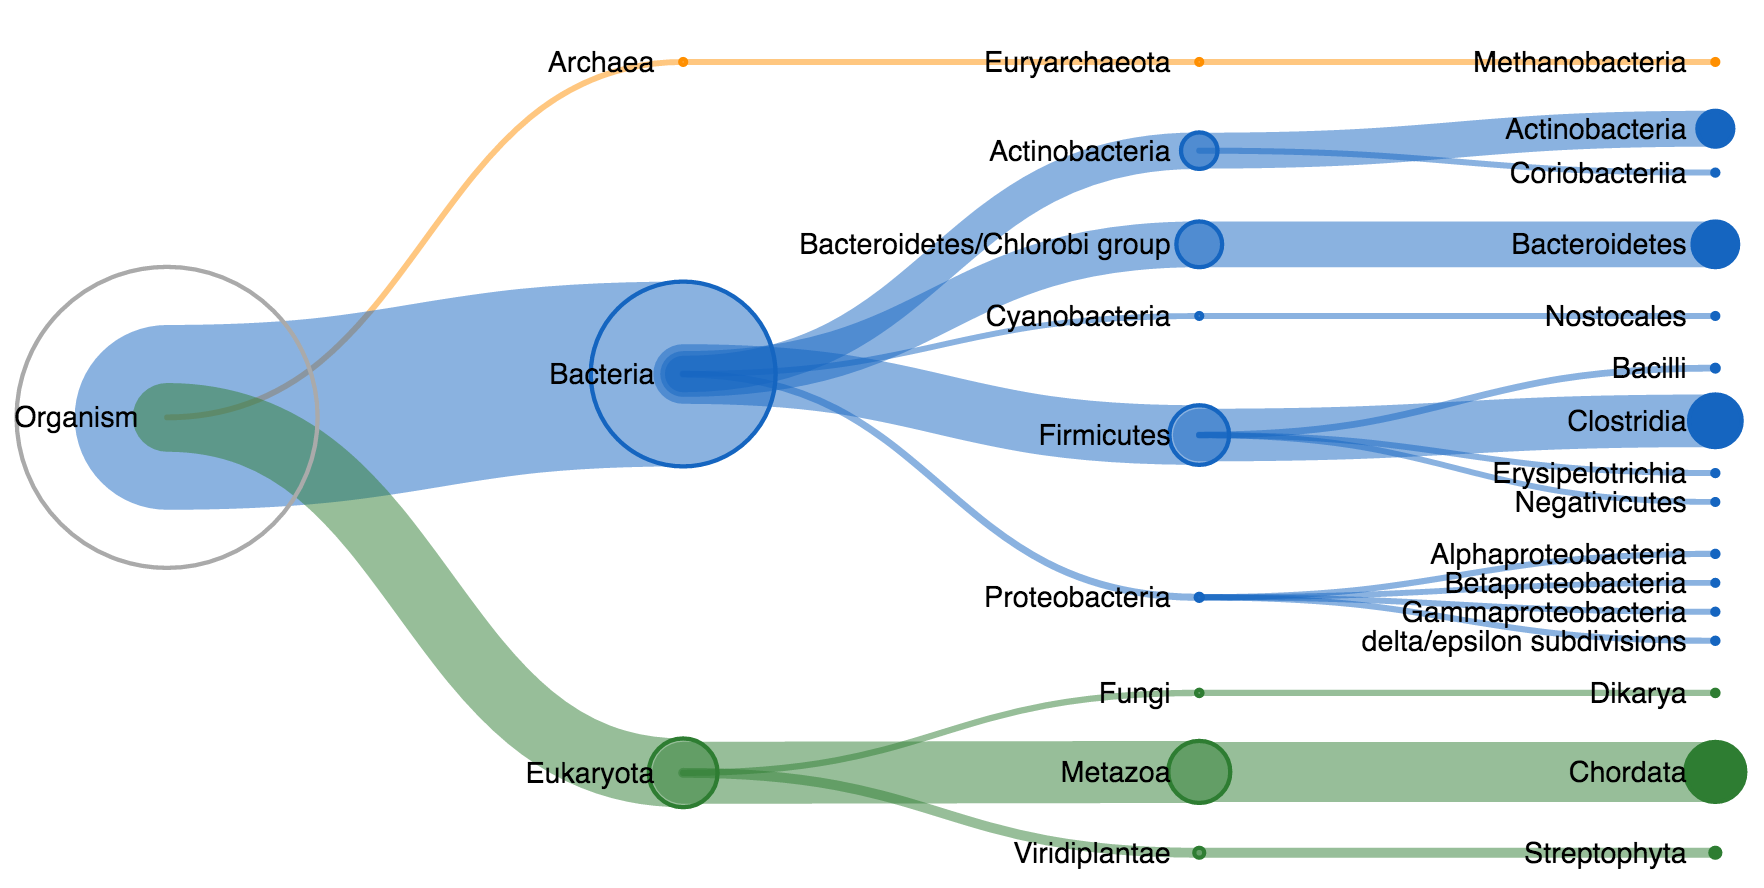 Archaea
Euryarchaeota
Methanobacteria
Actinobacteria
Actinobacteria
Coriobacteriia
Bacteroidetes/Chlorobi group
Bacteroidetes
Cyanobacteria
Nostocales
Bacilli
Bacteria
Organism
Clostridia
Firmicutes
Erysipelotrichia
Negativicutes
Alphaproteobacteria
Betaproteobacteria
Proteobacteria
Gammaproteobacteria
delta/epsilon subdivisions
Fungi
Dikarya
Eukaryota
Metazoa
Chordata
Viridiplantae
Streptophyta